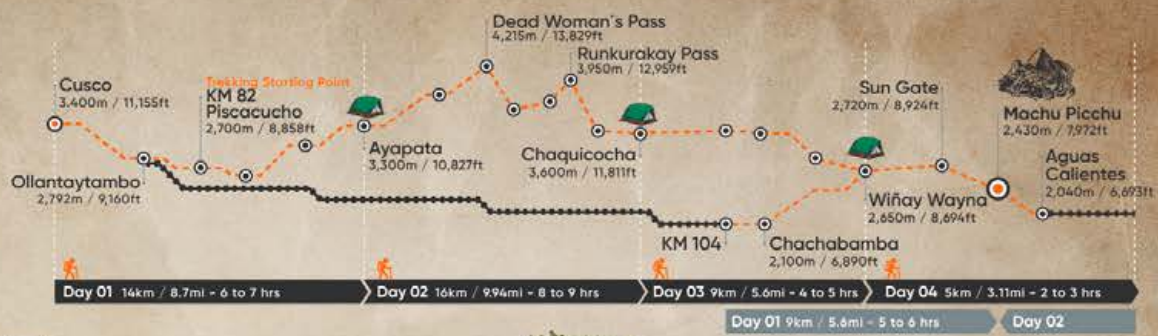 Dead Woman's Pass
4,215m / 13,829ft
Runkurakay Pass
3,950m / 12,959ft
Cusco
3.400m / 11,155ft
Trekking Starting Point
KM 82
Piscacucho
2,700m / 8,858ft
Sun Gate
2,720m / 8,924ft
Machu Picchu
2,430m / 7,972ft
Ayapata
3,300m / 10,827ft
Chaquicocha
3,600m / 11,811ft
Aguas
Calientes
2,040m / 6,693ft
Ollantaytambo
2,792m / 9,160ft
Wiñay Wayna
2,650m / 8,694ft
KM 104
Chachabamba
2,100m / 6,890ft
Day 01 14km / 8.7mi - 6 to 7 hrs
Day 02 16km / 9.94mi - 8 to 9 hrs
Day 03 9km / 5.6mi - 4 to 5 hrs
Day 04 5km / 3.11mi - 2 to 3 hrs
Day 01 9km / 5.6mi - 5 to 6 hrs
Day 02